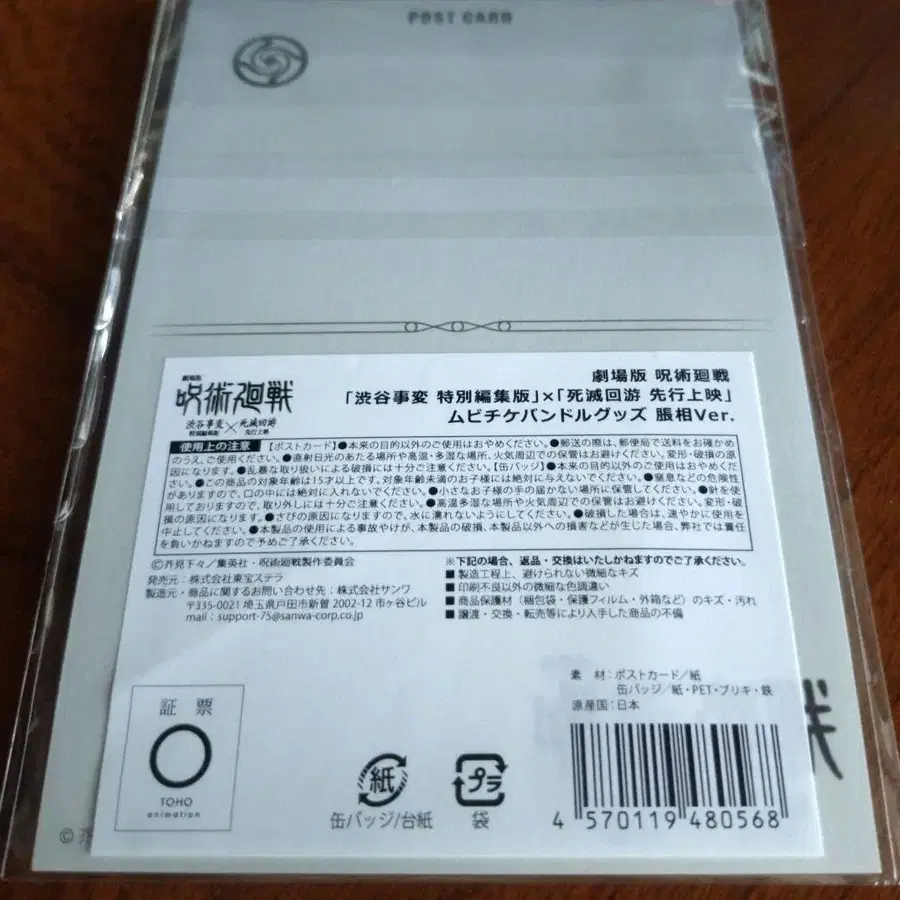 POST CARD
劇場版 呪術廻戦
「渋谷事変 特別編集版」×「死滅回游 先行上映」
ムビチケバンドルグッズ 脹相Ver.
劇場版
呪術廻戦
渋谷事変×死滅回游
特別編集版 先行上映
使用上の注意 【ポストカード】●本来の目的以外のご使用はおやめください。●郵送の際は、郵便局で送料をお確かめ
のうえ、ご使用ください。●直射日光のあたる場所や高温・多湿な場所、火気周辺での保管はお避けください。変形・破損の原
因になります。●乱暴な取り扱いによる破損には十分ご注意ください。【缶バッジ】●本来の目的以外のご使用はおやめくださ
い。●この商品の対象年齢は15才以上です。対象年齢未満のお子様には絶対に与えないでください。●窒息などの危険性
がありますので、口の中には絶対に入れないでください。●小さなお子様の手の届かない場所に保管してください。●針を使
用しておりますので、取り外しには十分ご注意ください。●高温多湿な場所や火気周辺での保管はお避けください。変形・破
損の原因になります。●さびの原因になりますので、水に濡れないようにしてください。●破損した場合は、速やかに使用を
中止してください。●本製品の使用による事故やけが、本製品の破損、本製品以外への損害などが生じた場合、弊社では責任
を負いかねますので予めご了承ください。
©芥見下々／集英社・呪術廻戦製作委員会
発売元：株式会社東宝ステラ
製造元・商品に関するお問い合わせ先：株式会社サンワ
〒335-0021 埼玉県戸田市新曽 2002-12 市ヶ谷ビル
mail：support-75@sanwa-corp.co.jp
※下記の場合、返品・交換はいたしかねますのでご了承ください。
■ 製造工程上、避けられない微細なキズ
■ 印刷不良以外の微細な色調違い
■ 商品保護材（梱包袋・保護フィルム・外箱など）のキズ・汚れ
■ 譲渡・交換・転売等により入手した商品の不備
素 材：ポストカード／紙
缶バッジ／紙・PET・ブリキ・鉄
原産国：日本
証 票
TOHO
animation
紙
缶バッジ/台紙
プラ
袋
4 570119 480568
戦
©